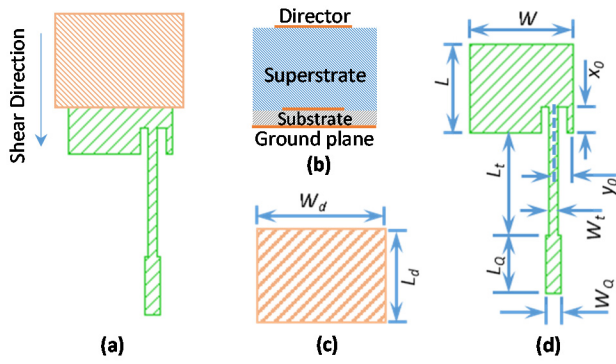 Shear Direction
(a)
Director
Superstrate
Substrate
Ground plane
(b)
W_d
L_d
(c)
W
L
x_0
L_t
y_0
W_t
L_Q
W_Q
(d)